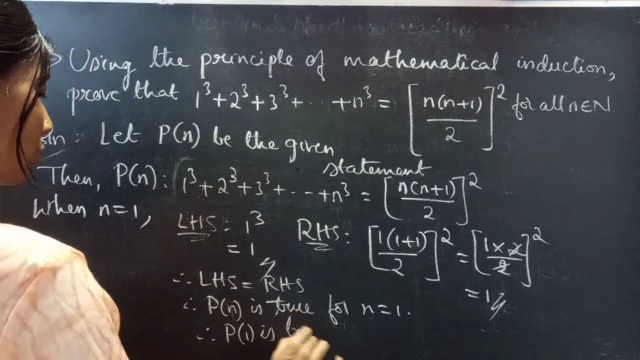 Using the principle of mathematical induction,
prove that 1³+2³+3³+ ··· +n³ = [n(n+1)/2]² for all n∈N
Soln: Let P(n) be the given
statement
Then, P(n): 1³+2³+3³+ --- +n³ = [n(n+1)/2]²
When n=1, LHS: 1³ RHS: [1(1+1)/2]² = [1×2/2]²
= 1 = 1
∴ LHS = RHS
∴ P(n) is true for n=1.
∴ P(1) is